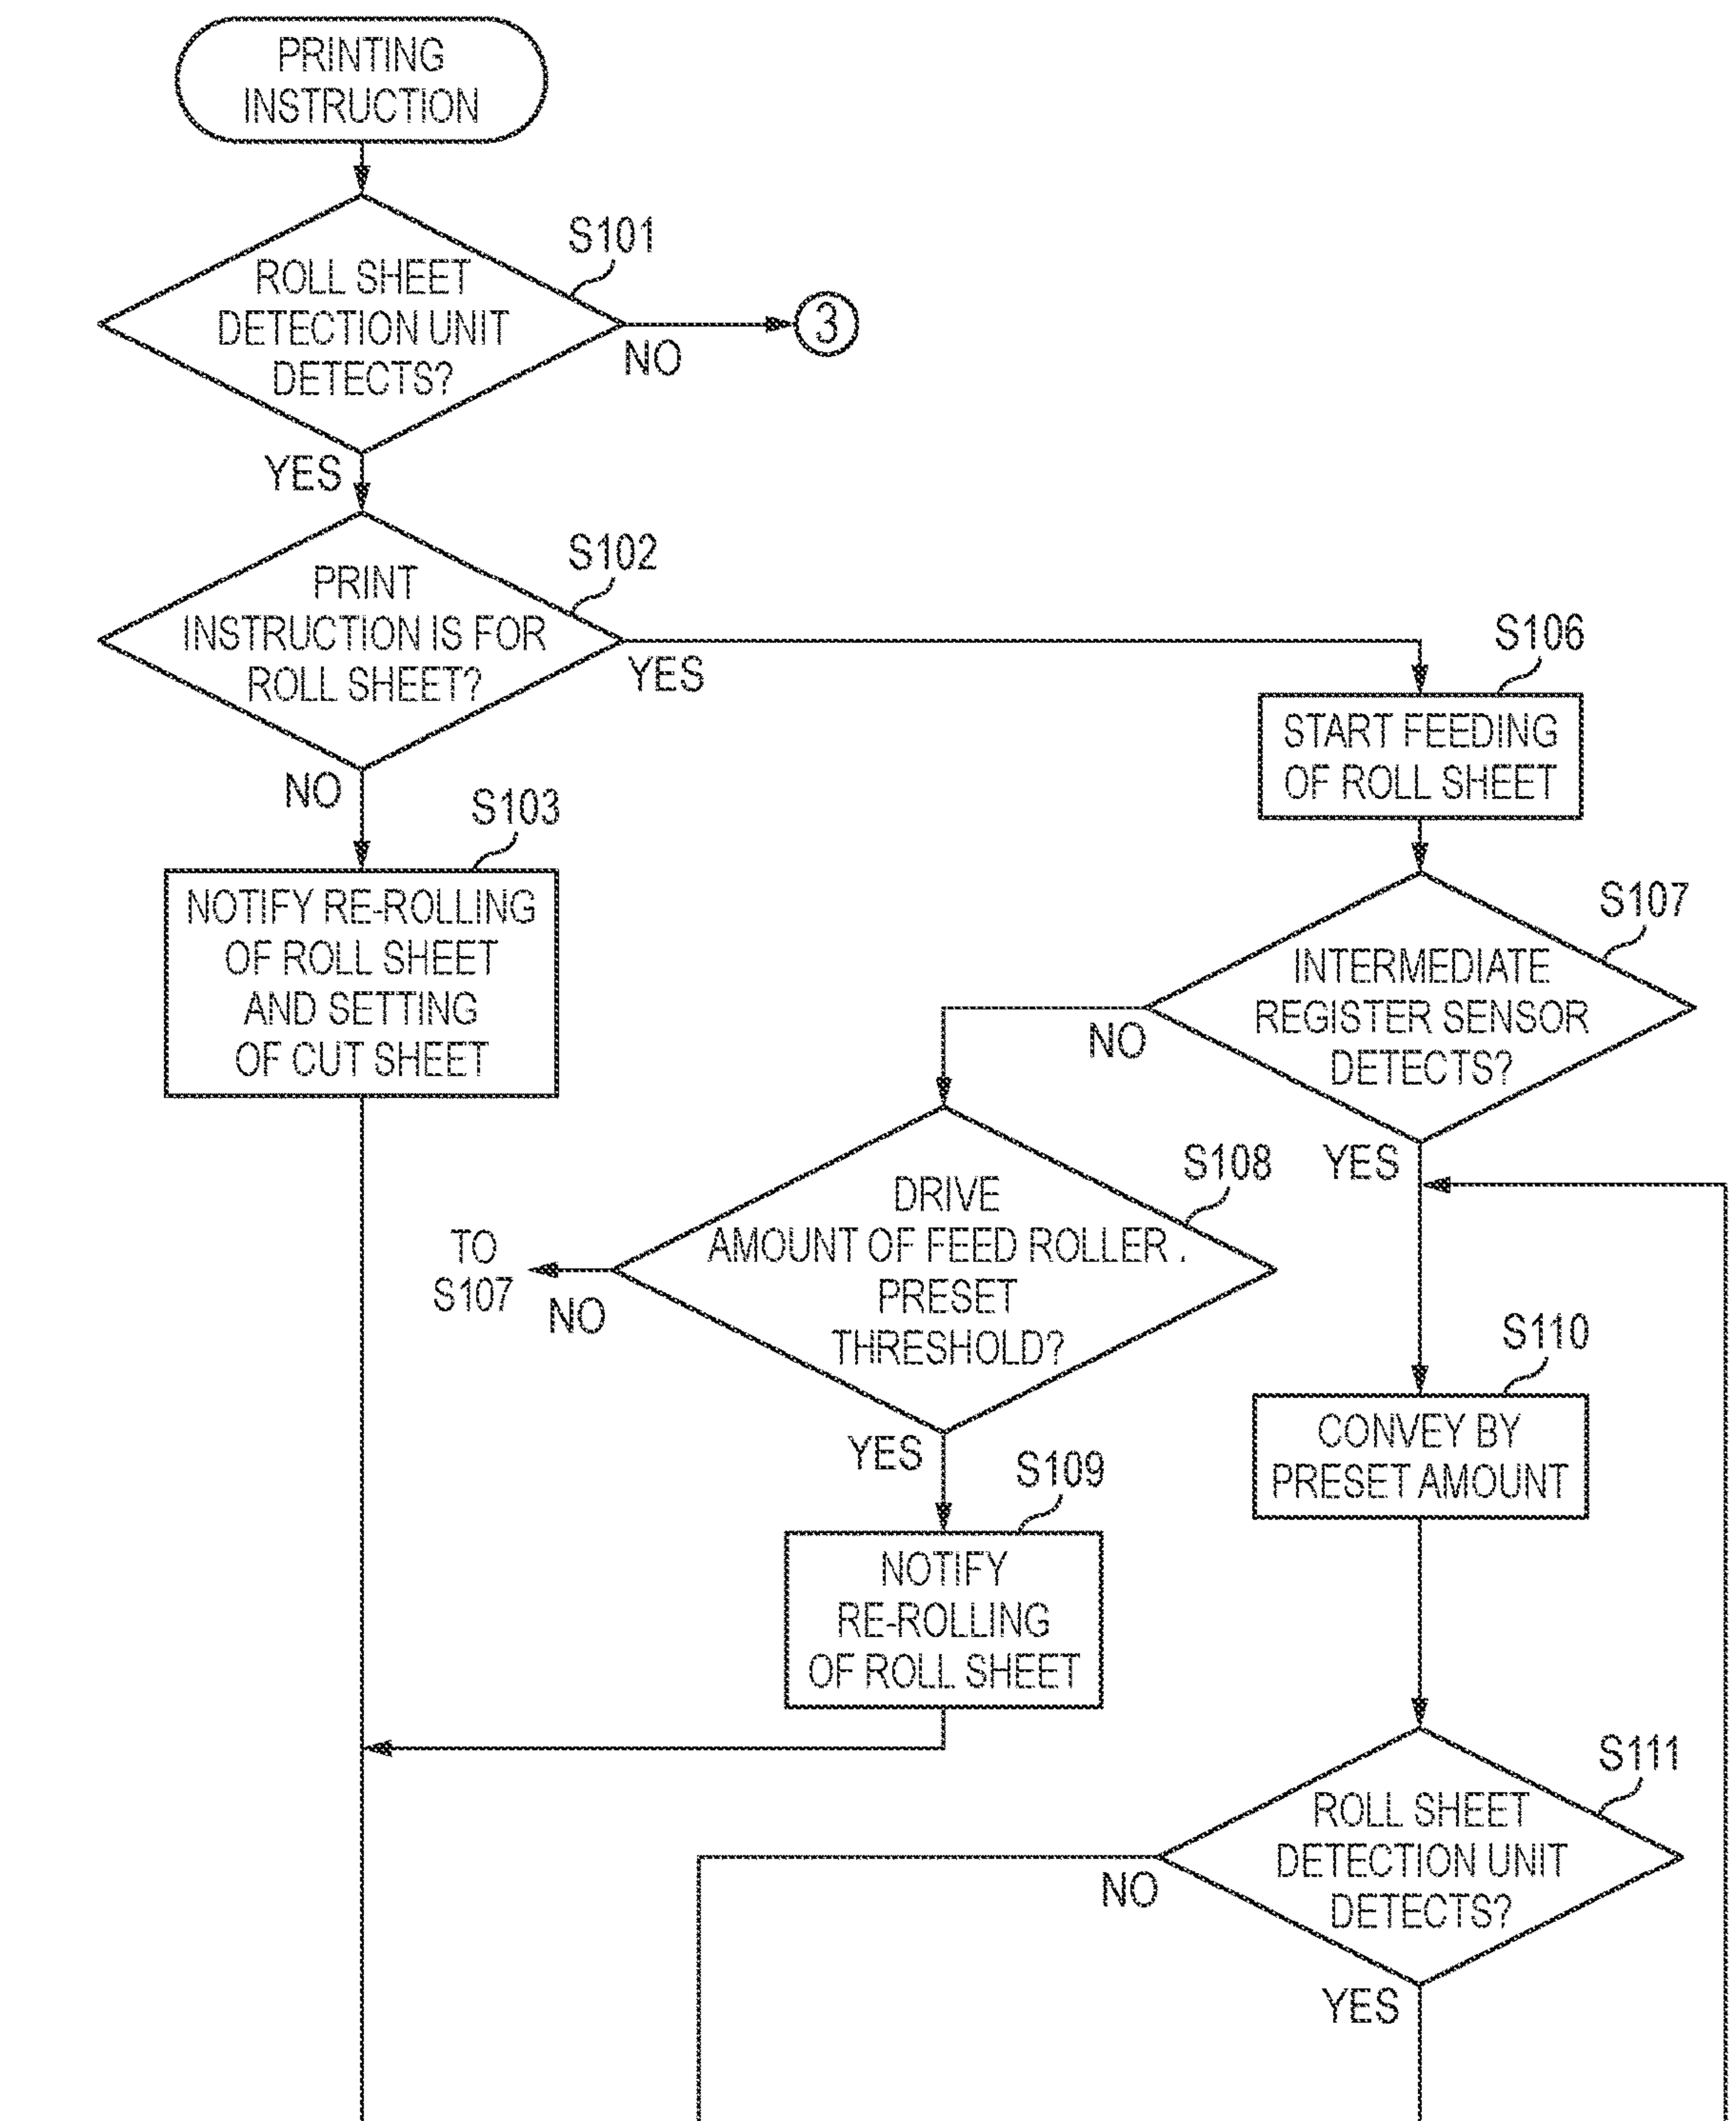 PRINTING
INSTRUCTION
S101
ROLL SHEET
DETECTION UNIT
DETECTS?
NO
3
YES
S102
PRINT
INSTRUCTION IS FOR
ROLL SHEET?
YES
NO
S106
START FEEDING
OF ROLL SHEET
S103
NOTIFY RE-ROLLING
OF ROLL SHEET
AND SETTING
OF CUT SHEET
S107
INTERMEDIATE
REGISTER SENSOR
DETECTS?
NO
YES
S108
DRIVE
AMOUNT OF FEED ROLLER .
PRESET
THRESHOLD?
TO
S107
NO
YES
S109
NOTIFY
RE-ROLLING
OF ROLL SHEET
S110
CONVEY BY
PRESET AMOUNT
S111
ROLL SHEET
DETECTION UNIT
DETECTS?
NO
YES